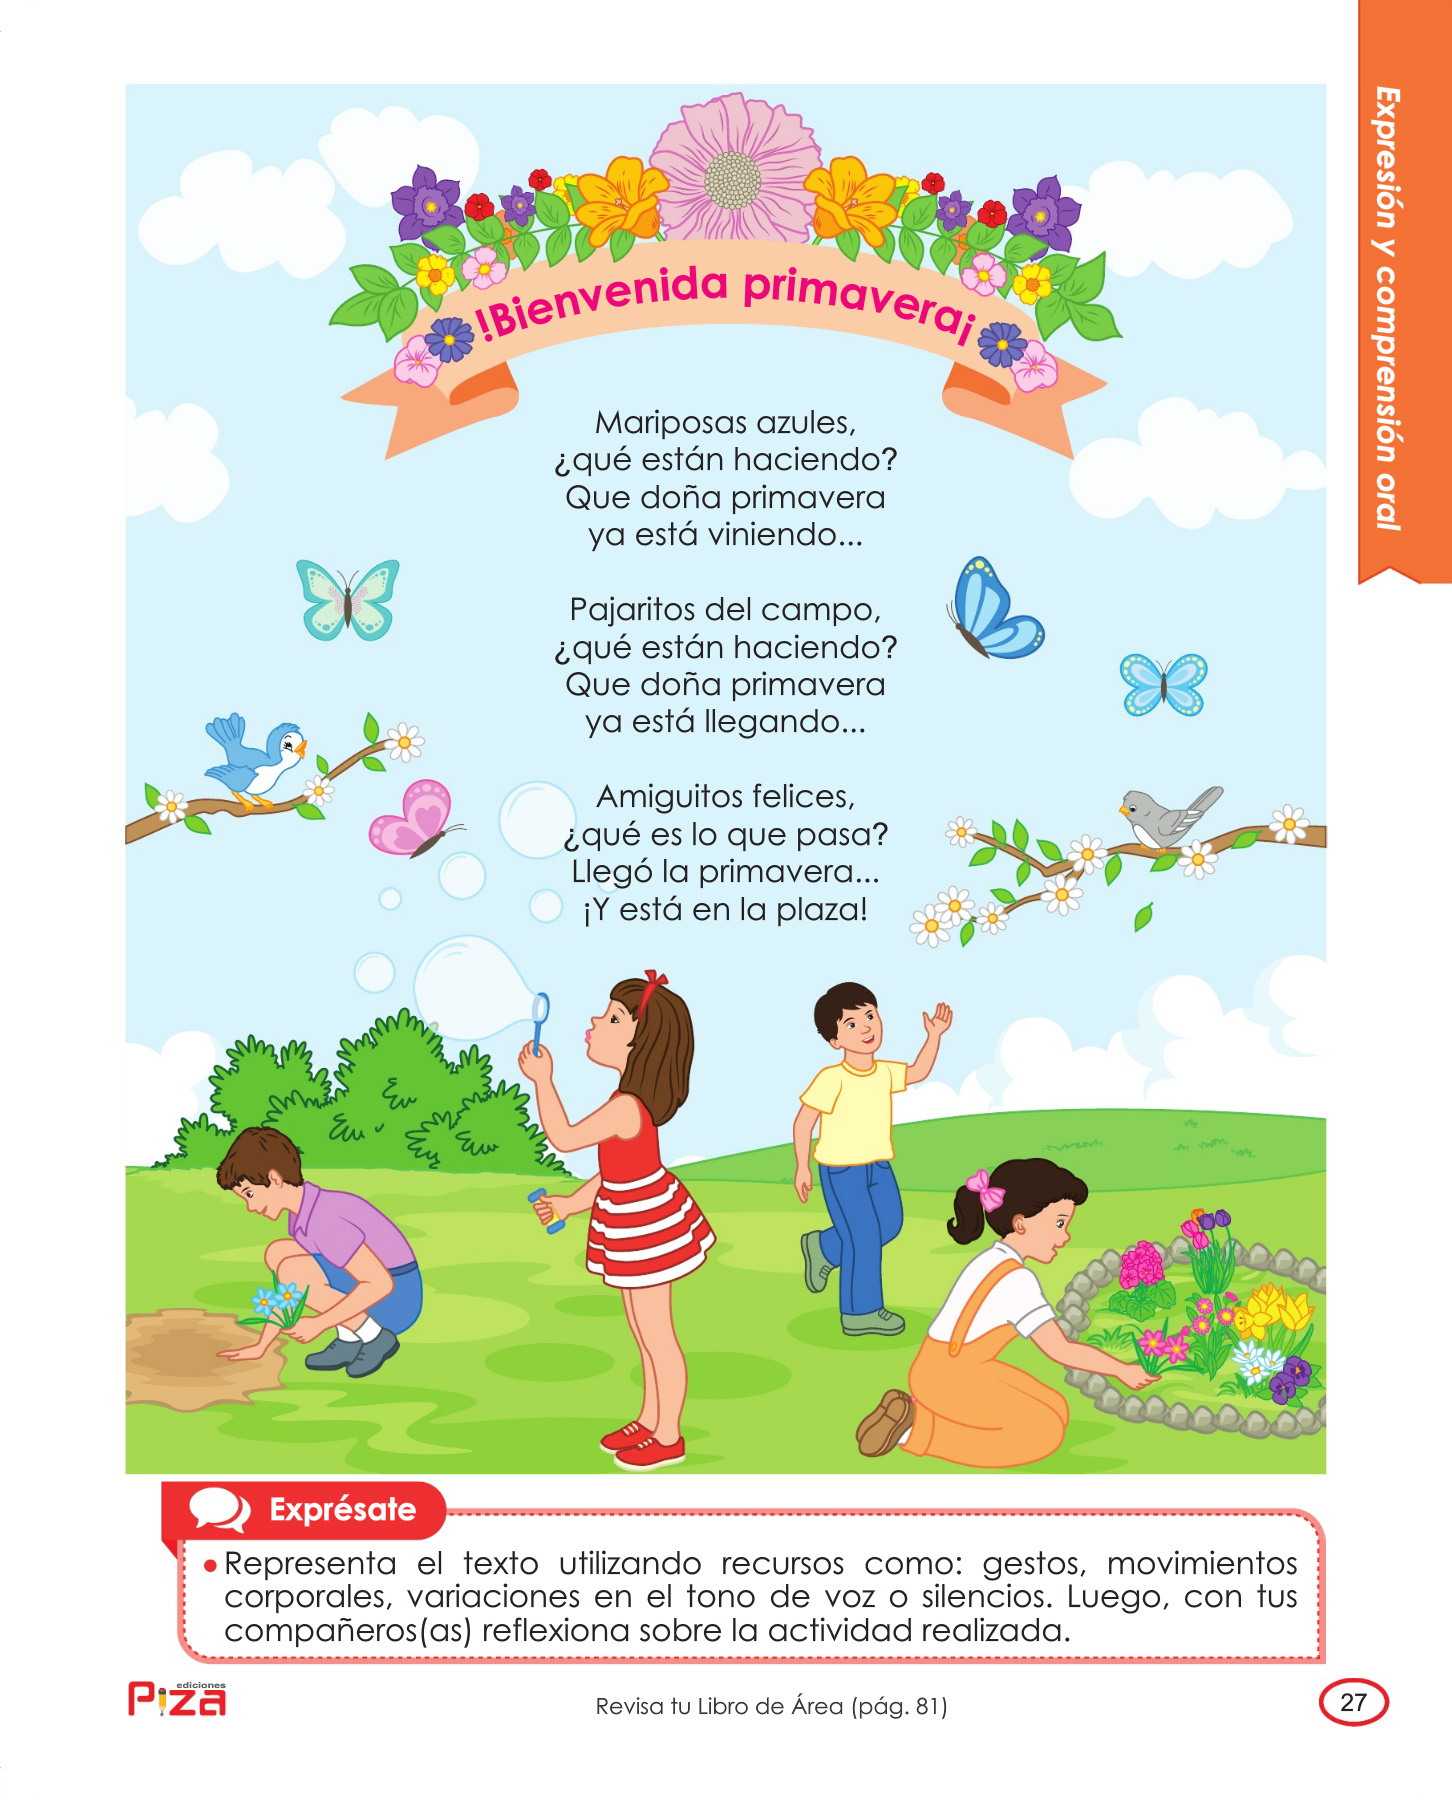 Expresión y comprensión oral
!Bienvenida primavera¡
Mariposas azules,
¿qué están haciendo?
Que doña primavera
ya está viniendo...
Pajaritos del campo,
¿qué están haciendo?
Que doña primavera
ya está llegando...
Amiguitos felices,
¿qué es lo que pasa?
Llegó la primavera...
¡Y está en la plaza!
Exprésate
• Representa el texto utilizando recursos como: gestos, movimientos
corporales, variaciones en el tono de voz o silencios. Luego, con tus
compañeros(as) reflexiona sobre la actividad realizada.
ediciones
Piza
Revisa tu Libro de Área (pág. 81)
27